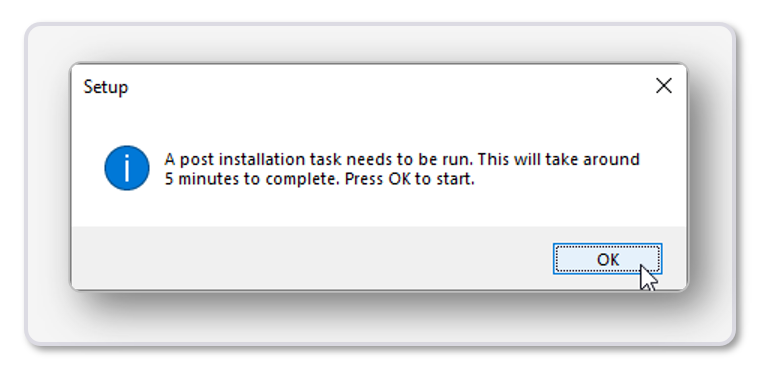 Setup
A post installation task needs to be run. This will take around
5 minutes to complete. Press OK to start.
OK